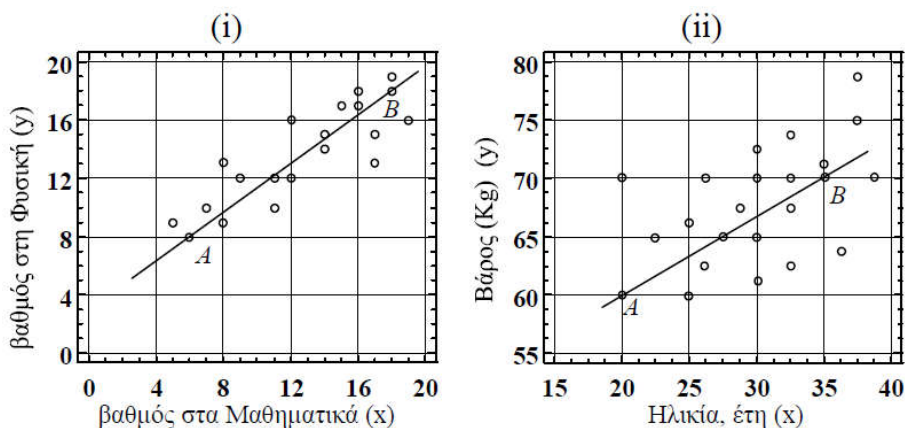 (i)
βαθμός στη Φυσική (y)
20
16
12
8
4
0
B
A
0 4 8 12 16 20
βαθμός στα Μαθηματικά (x)
(ii)
Βάρος (Kg) (y)
80
75
70
65
60
55
B
A
15 20 25 30 35 40
Ηλικία, έτη (x)